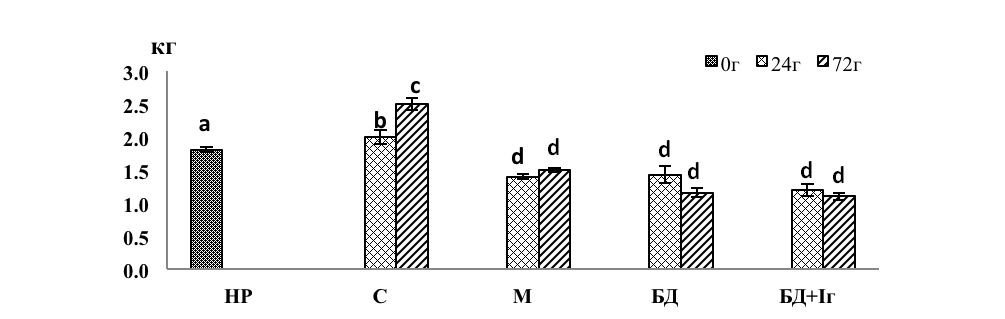 кг
0г 24г 72г
3.0
2.5
2.0
1.5
1.0
0.5
0.0
a
b
c
d
d
d
d
d
d
НР С М БД БД+Іг